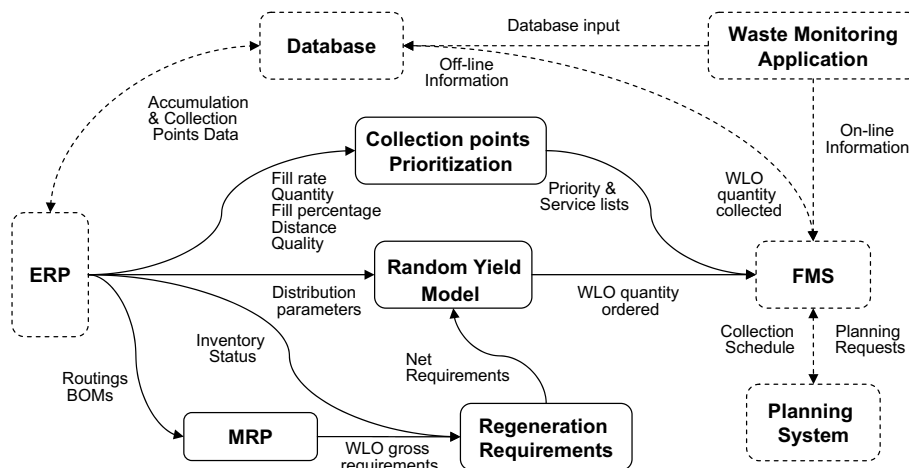 Database
Database input
Waste Monitoring
Application
Off-line
Information
Accumulation
& Collection
Points Data
On-line
Information
Collection points
Prioritization
Fill rate
Quantity
Fill percentage
Distance
Quality
Priority &
Service lists
WLO
quantity
collected
ERP
Random Yield
Model
FMS
Distribution
parameters
WLO quantity
ordered
Inventory
Status
Net
Requirements
Collection
Schedule
Planning
Requests
Routings
BOMs
MRP
WLO gross
requirements
Regeneration
Requirements
Planning
System